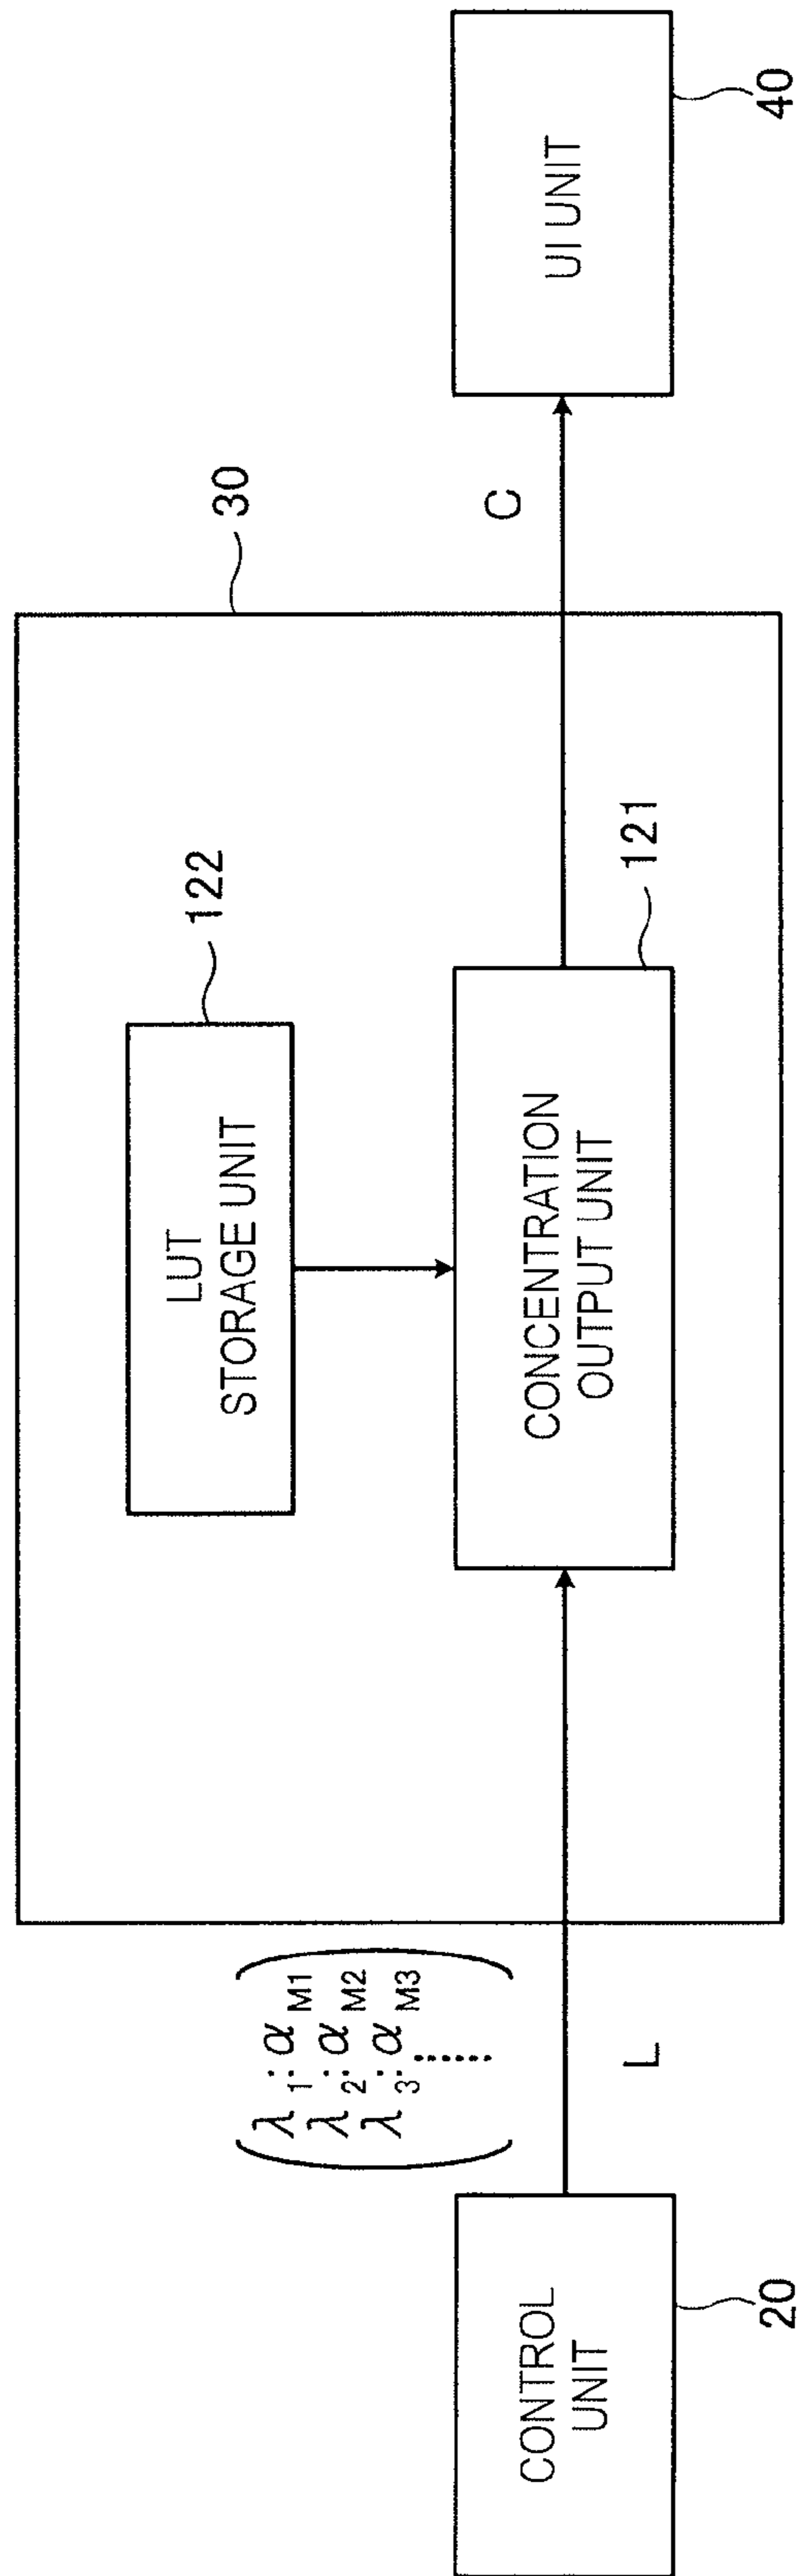 30
LUT
STORAGE UNIT
122
λ1:αM1
λ2:αM2
λ3:αM3
......
CONTROL
UNIT
20
L
CONCENTRATION
OUTPUT UNIT
121
C
UI UNIT
40